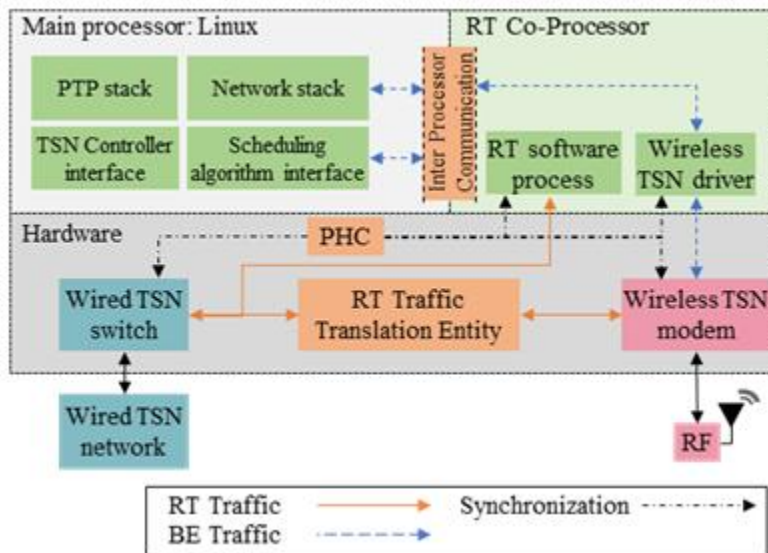 Main processor: Linux
RT Co-Processor
PTP stack
Network stack
TSN Controller
interface
Scheduling
algorithm interface
Inter Processor
Communication
RT software
process
Wireless
TSN driver
Hardware
PHC
Wired TSN
switch
RT Traffic
Translation Entity
Wireless TSN
modem
Wired TSN
network
RF
RT Traffic
Synchronization
BE Traffic